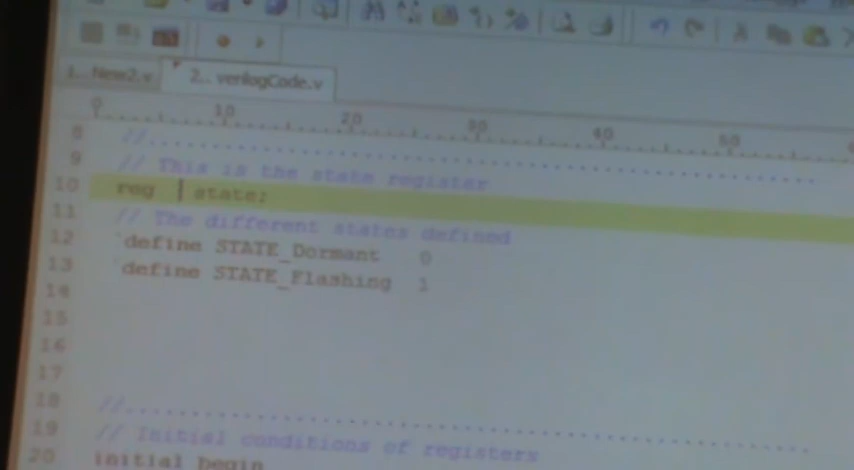 1.. New2.v 2.. verilogCode.v
0 10 20 30 40 50
8 //..............................................................
9 // This is the state register
10 reg state;
11 // The different states defined
12 `define STATE_Dormant 0
13 `define STATE_Flashing 1
14
15
16
17
18 //..............................................................
19 // Initial conditions of registers
20 initial begin